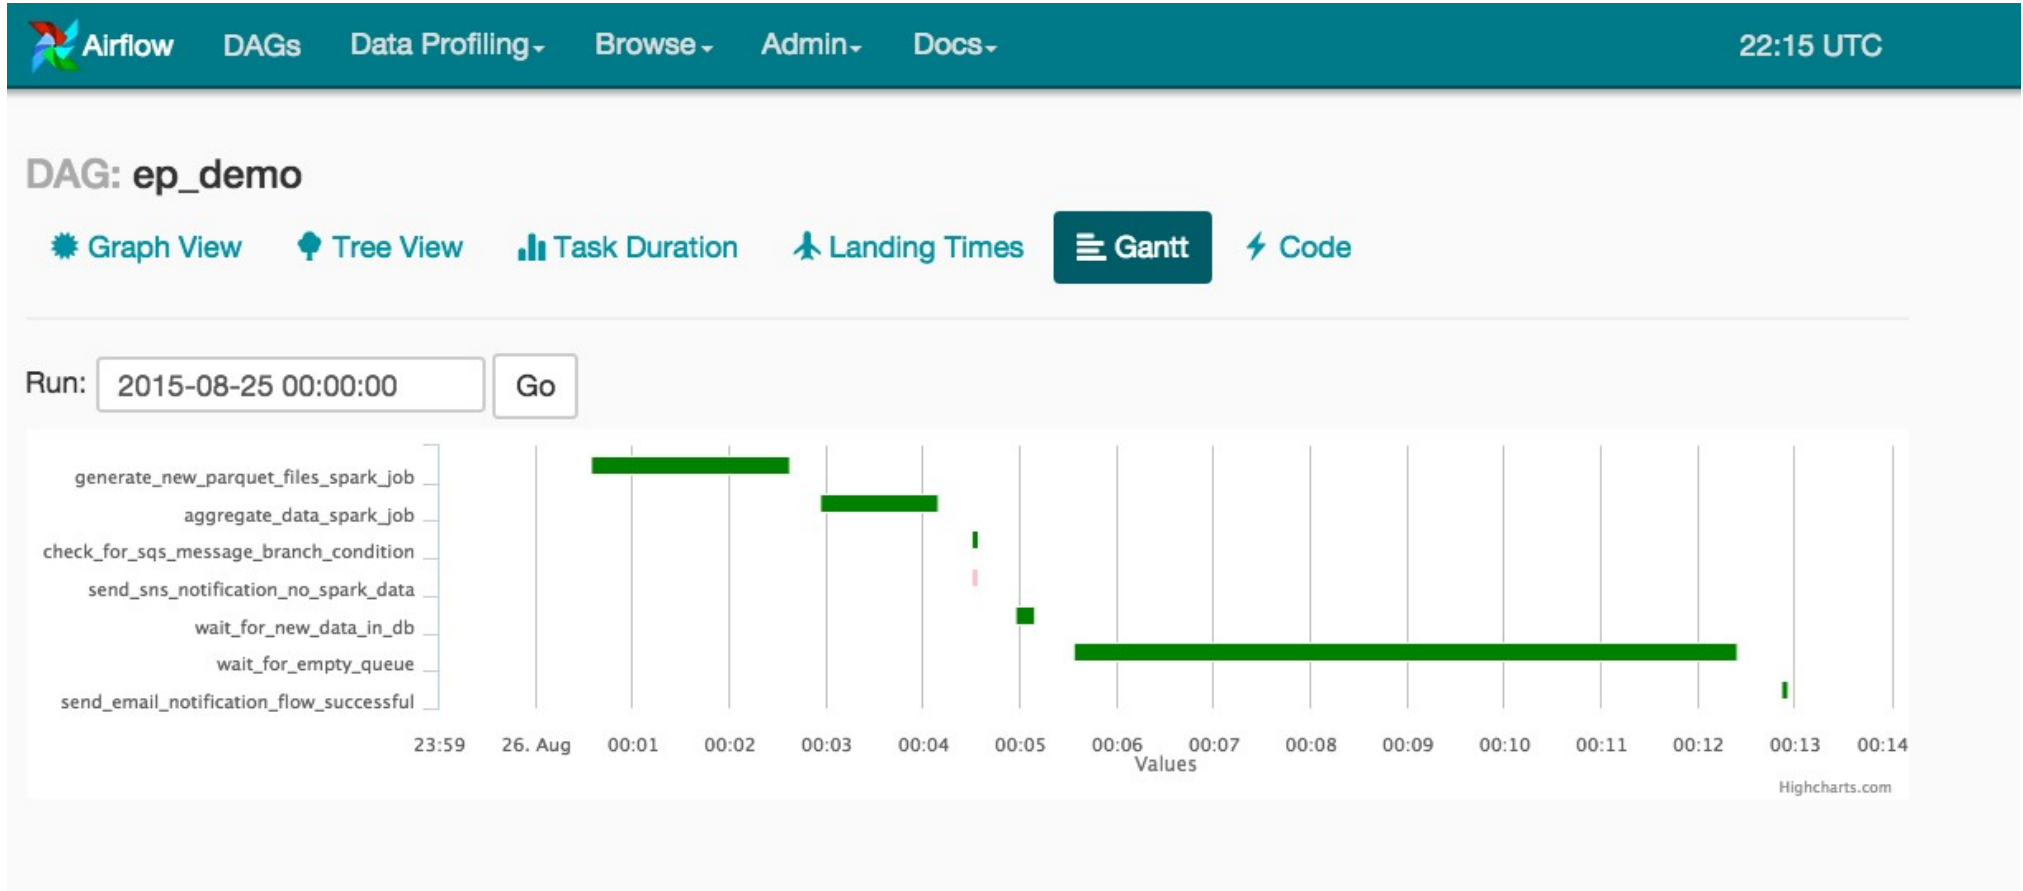 Airflow DAGs Data Profiling Browse Admin Docs 22:15 UTC
DAG: ep_demo
Graph View Tree View Task Duration Landing Times Gantt Code
Run: 2015-08-25 00:00:00 Go
generate_new_parquet_files_spark_job
aggregate_data_spark_job
check_for_sqs_message_branch_condition
send_sns_notification_no_spark_data
wait_for_new_data_in_db
wait_for_empty_queue
send_email_notification_flow_successful
23:59 26. Aug 00:01 00:02 00:03 00:04 00:05 00:06 00:07 00:08 00:09 00:10 00:11 00:12 00:13 00:14
Values
Highcharts.com